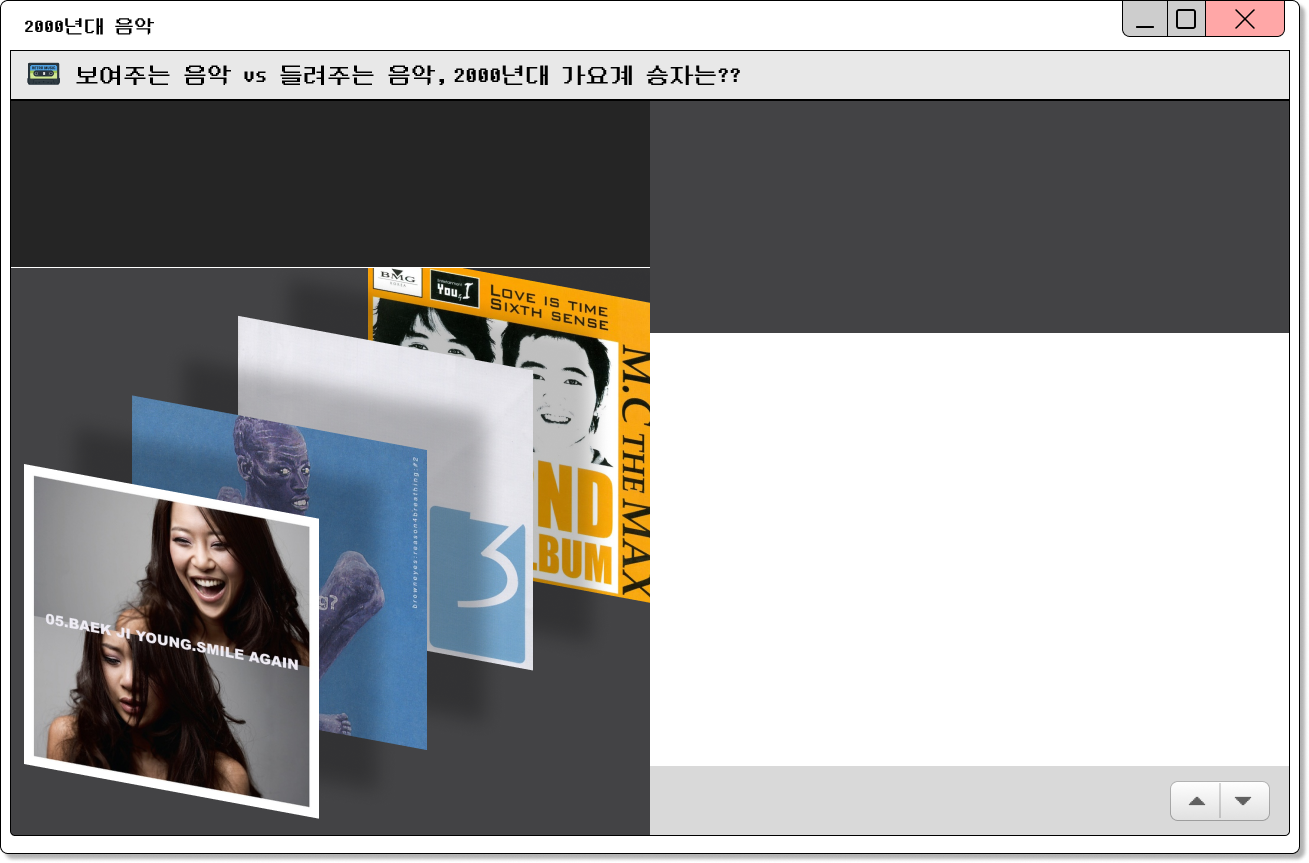 2000년대 음악
보여주는 음악 vs 들려주는 음악, 2000년대 가요계 승자는??
BMG
You&I
LOVE IS TIME
SIXTH SENSE
M.C THE MAX
ND
LBUM
browneyes:reason4breathing:#2
g?
3
05.BAEK JI YOUNG.SMILE AGAIN